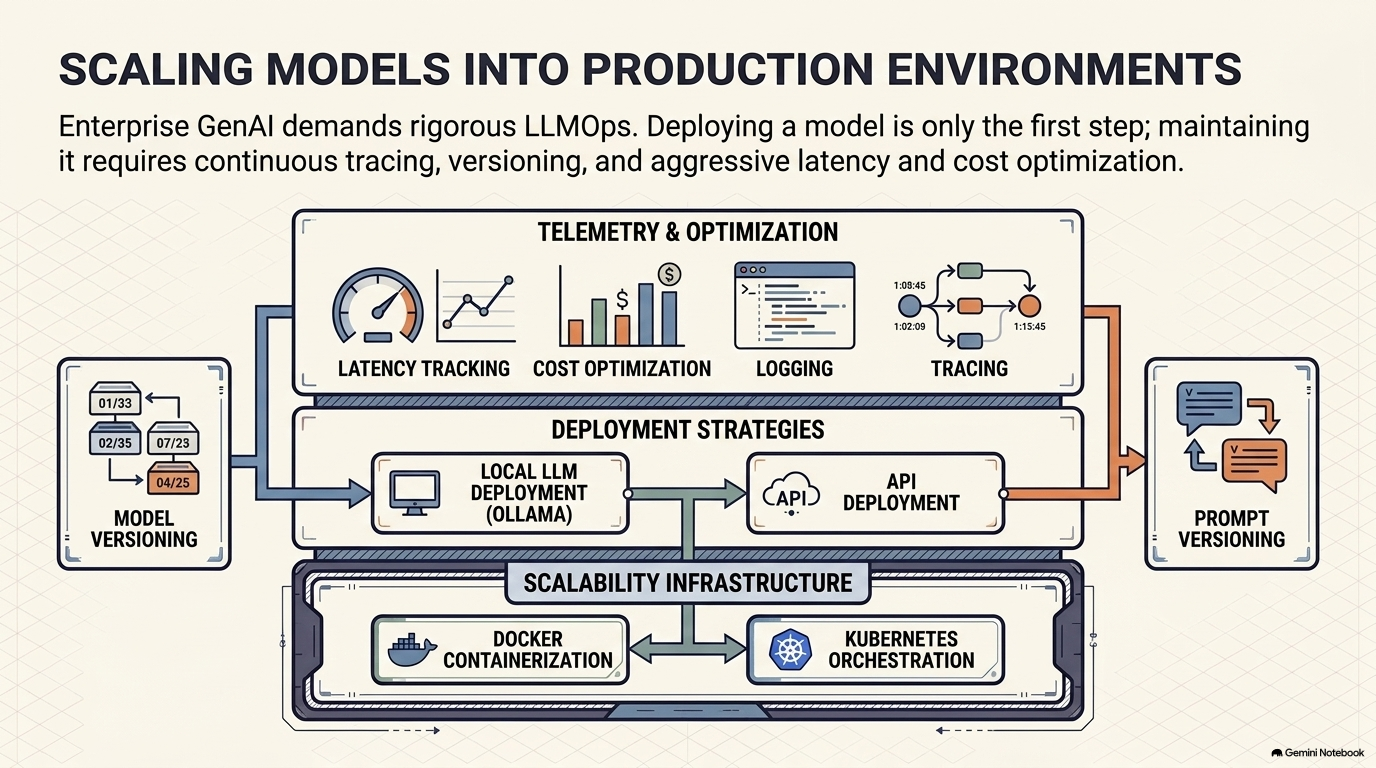 SCALING MODELS INTO PRODUCTION ENVIRONMENTS
Enterprise GenAI demands rigorous LLMOps. Deploying a model is only the first step; maintaining
it requires continuous tracing, versioning, and aggressive latency and cost optimization.
TELEMETRY & OPTIMIZATION
$
$
>_
1:08:45
1:02:09
1:15:45
LATENCY TRACKING
COST OPTIMIZATION
LOGGING
TRACING
01/33
02/35
07/23
04/25
MODEL
VERSIONING
DEPLOYMENT STRATEGIES
LOCAL LLM
DEPLOYMENT
(OLLAMA)
API
API
DEPLOYMENT
V
V
PROMPT
VERSIONING
SCALABILITY INFRASTRUCTURE
DOCKER
CONTAINERIZATION
KUBERNETES
ORCHESTRATION
Gemini Notebook